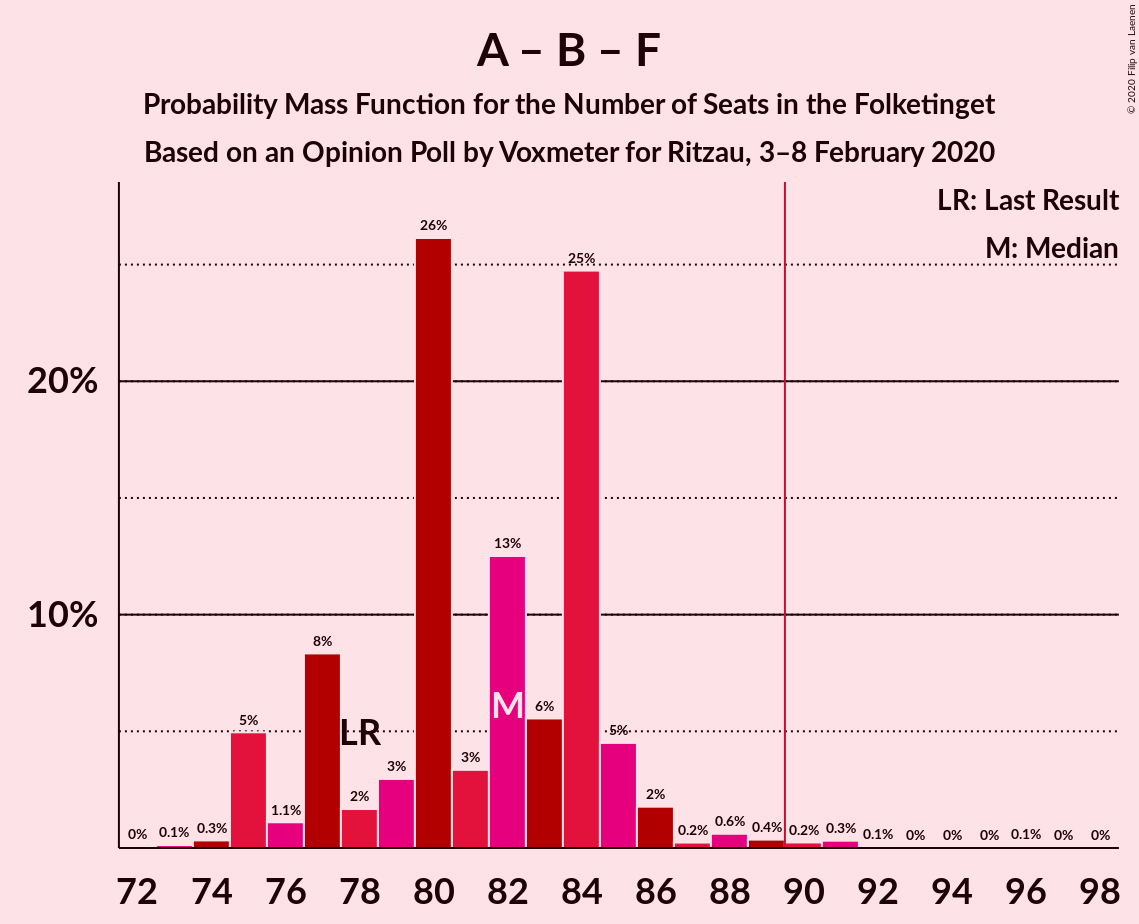 A – B – F
Probability Mass Function for the Number of Seats in the Folketinget
Based on an Opinion Poll by Voxmeter for Ritzau, 3–8 February 2020
© 2020 Filip van Laenen
LR: Last Result
M: Median
20%
10%
0% 0.1% 0.3% 5% 1.1% 8% 2% 3% 26% 3% 13% 6% 25% 5% 2% 0.2% 0.6% 0.4% 0.2% 0.3% 0.1% 0% 0% 0% 0.1% 0% 0%
LR
M
72 74 76 78 80 82 84 86 88 90 92 94 96 98